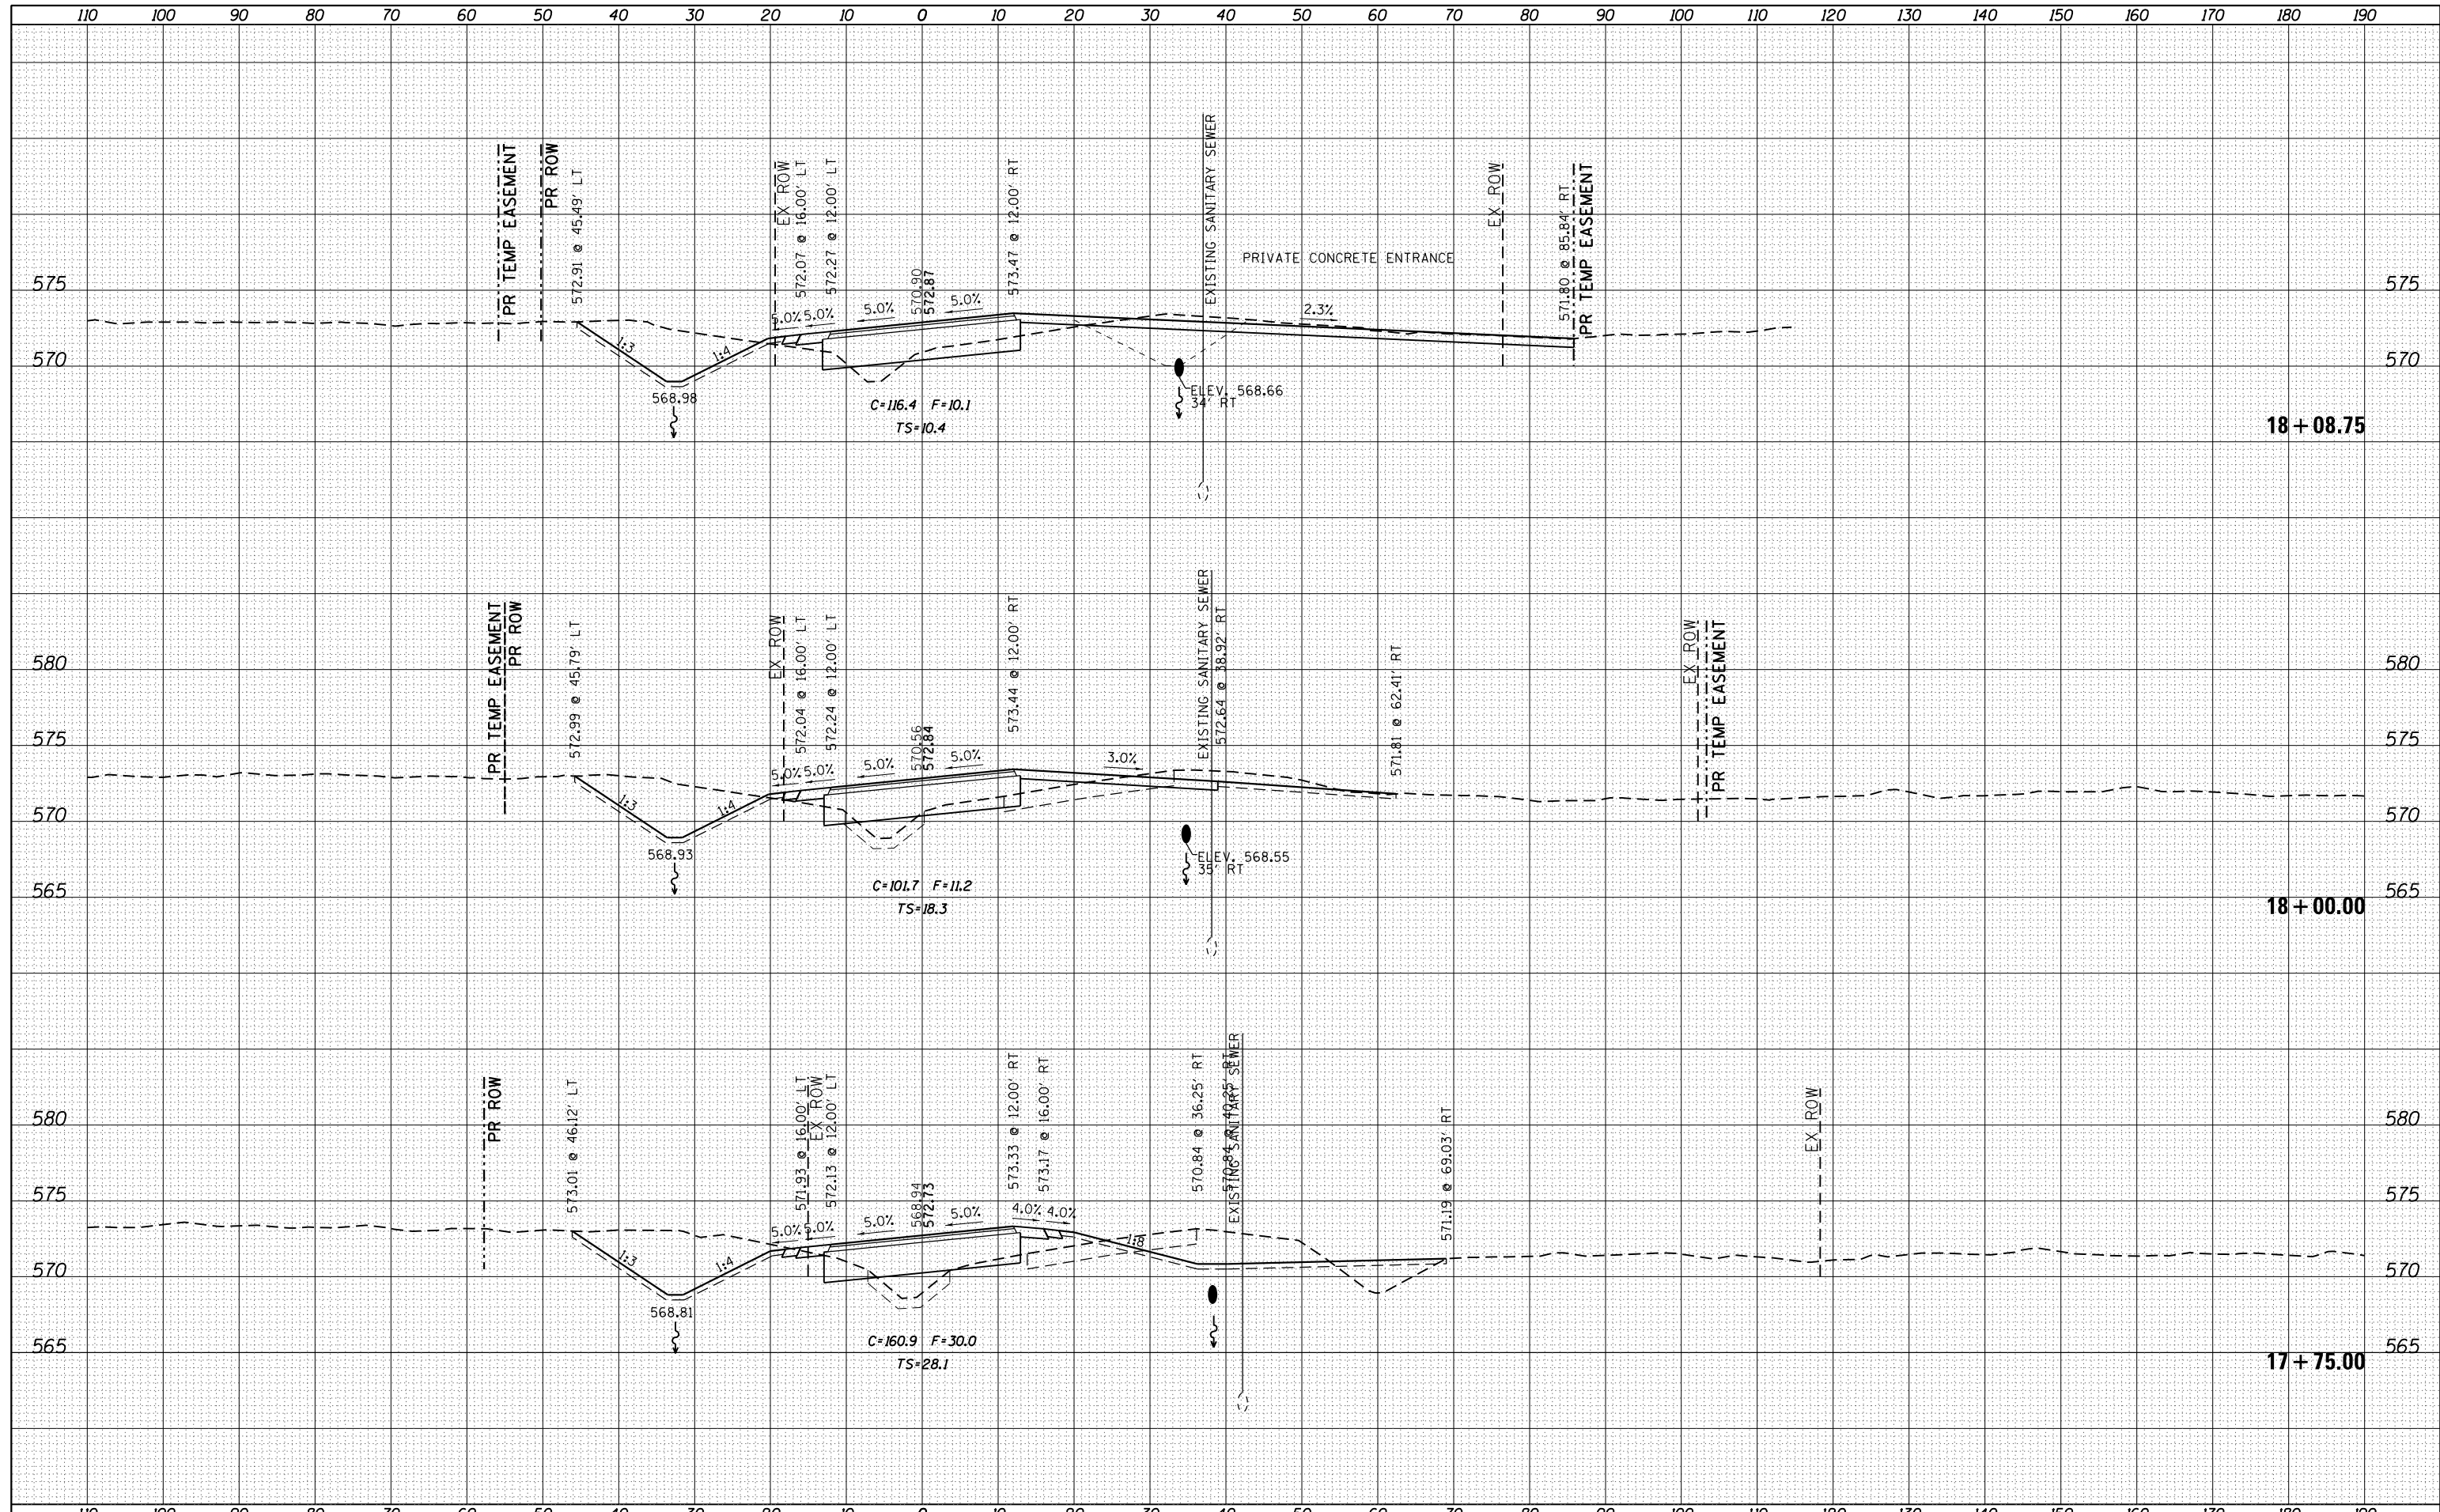 110 100 90 80 70 60 50 40 30 20 10 0 10 20 30 40 50 60 70 80 90 100 110 120 130 140 150 160 170 180 190
PR TEMP EASEMENT
PR ROW
572.91 @ 45.49' LT
EX ROW
572.07 @ 16.00' LT
572.27 @ 12.00' LT
570.90
572.87
573.47 @ 12.00' RT
EXISTING SANITARY SEWER
PRIVATE CONCRETE ENTRANCE
EX ROW
571.80 @ 85.84' RT
PR TEMP EASEMENT
575
575
5.0% 5.0% 5.0% 5.0% 2.3%
1:3
1:4
570
570
568.98
ELEV. 568.66
34' RT
C=116.4 F=10.1
TS=10.4
18+08.75
PR TEMP EASEMENT
PR ROW
572.99 @ 45.79' LT
EX ROW
572.04 @ 16.00' LT
572.24 @ 12.00' LT
570.56
572.84
573.44 @ 12.00' RT
EXISTING SANITARY SEWER
572.64 @ 38.92' RT
571.81 @ 62.41' RT
EX ROW
PR TEMP EASEMENT
580
580
575
575
5.0% 5.0% 5.0% 5.0% 3.0%
1:3
1:4
570
570
568.93
ELEV. 568.55
35' RT
C=101.7 F=11.2
TS=18.3
565
565
18+00.00
PR ROW
573.01 @ 46.12' LT
571.93 @ 16.00' LT
EX ROW
572.13 @ 12.00' LT
568.94
572.73
573.33 @ 12.00' RT
573.17 @ 16.00' RT
570.84 @ 36.25' RT
570.84 @ 40.25' RT
EXISTING SANITARY SEWER
571.19 @ 69.03' RT
EX ROW
580
580
575
575
5.0% 5.0% 5.0% 5.0% 4.0% 4.0%
1:3
1:4
1:8
570
570
568.81
C=160.9 F=30.0
TS=28.1
565
565
17+75.00
110 100 90 80 70 60 50 40 30 20 10 0 10 20 30 40 50 60 70 80 90 100 110 120 130 140 150 160 170 180 190